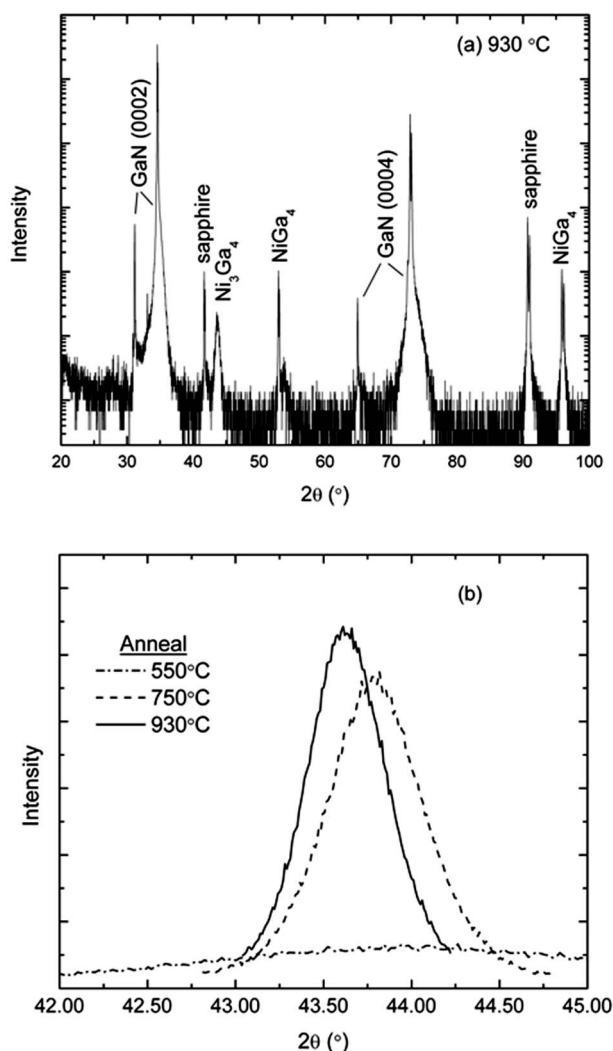 (a) 930 °C
GaN (0002)
sapphire
Ni₃Ga₄
NiGa₄
GaN (0004)
sapphire
NiGa₄
Intensity
20 30 40 50 60 70 80 90 100
2θ (°)
(b)
Anneal
550°C
750°C
930°C
Intensity
42.00 42.50 43.00 43.50 44.00 44.50 45.00
2θ (°)